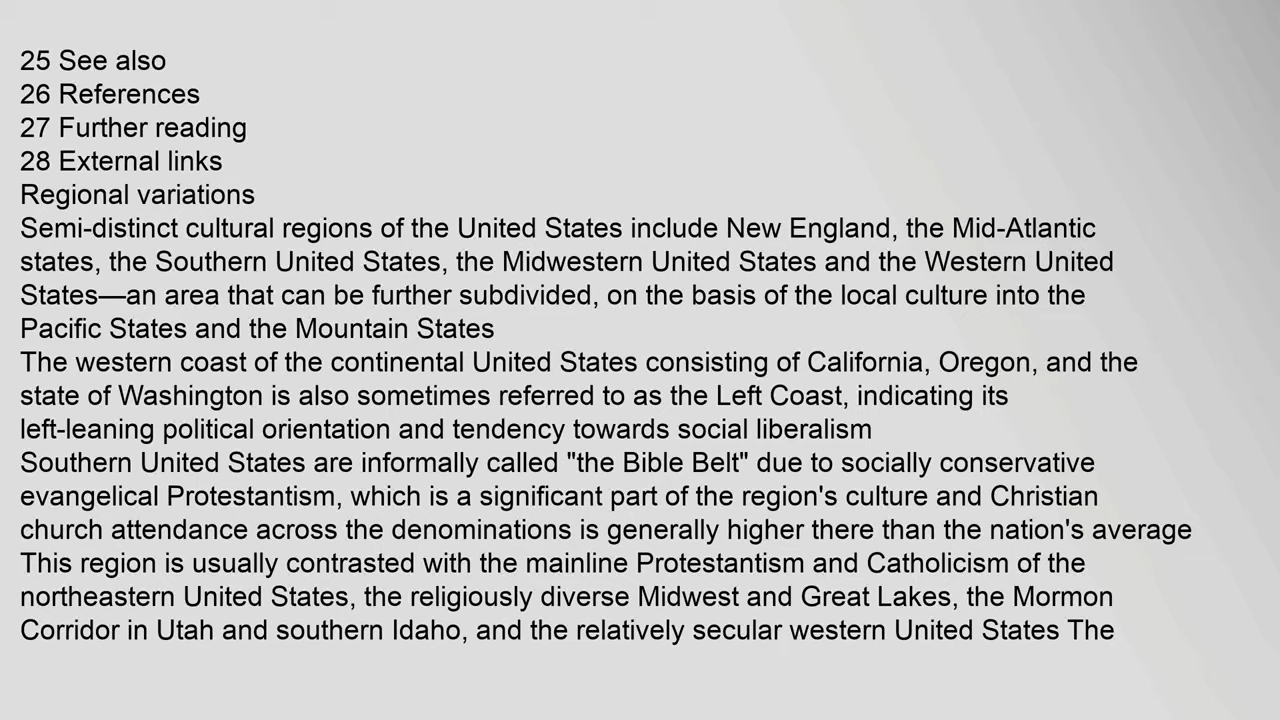 25 See also
26 References
27 Further reading
28 External links
Regional variations
Semi-distinct cultural regions of the United States include New England, the Mid-Atlantic
states, the Southern United States, the Midwestern United States and the Western United
States—an area that can be further subdivided, on the basis of the local culture into the
Pacific States and the Mountain States
The western coast of the continental United States consisting of California, Oregon, and the
state of Washington is also sometimes referred to as the Left Coast, indicating its
left-leaning political orientation and tendency towards social liberalism
Southern United States are informally called "the Bible Belt" due to socially conservative
evangelical Protestantism, which is a significant part of the region's culture and Christian
church attendance across the denominations is generally higher there than the nation's average
This region is usually contrasted with the mainline Protestantism and Catholicism of the
northeastern United States, the religiously diverse Midwest and Great Lakes, the Mormon
Corridor in Utah and southern Idaho, and the relatively secular western United States The